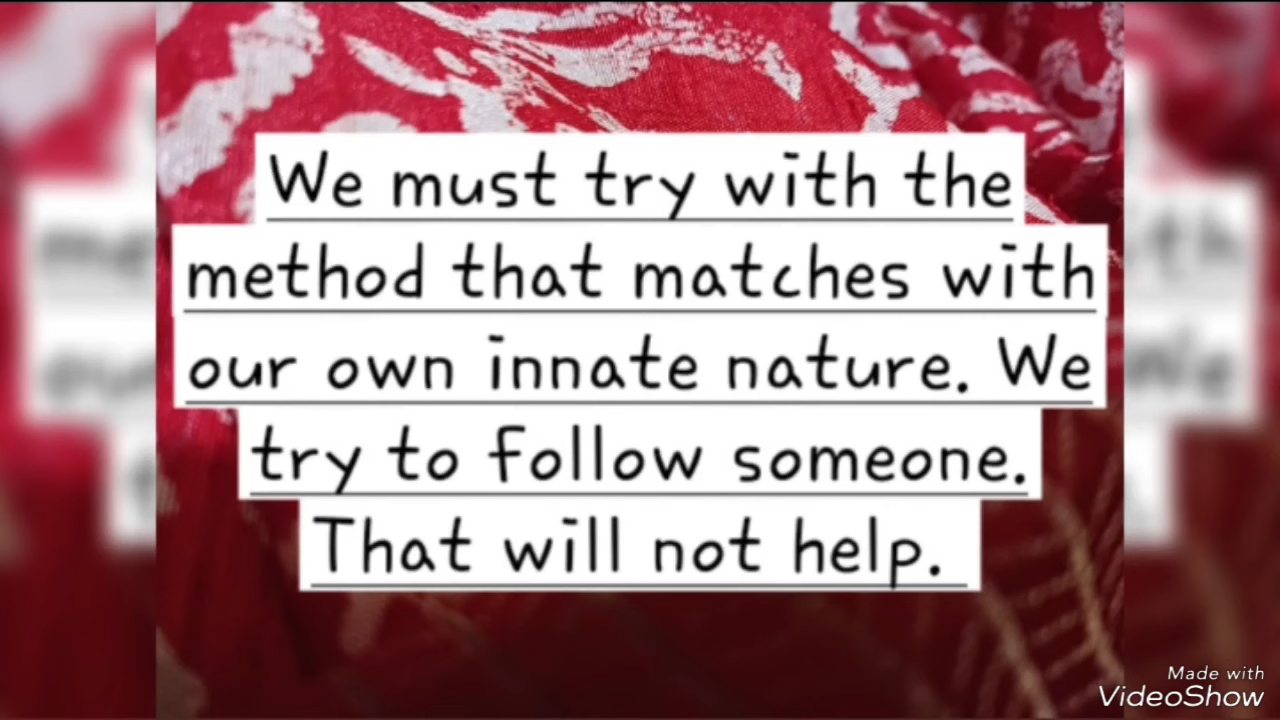 We must try with the
method that matches with
our own innate nature. We
try to follow someone.
That will not help.
Made with
VideoShow